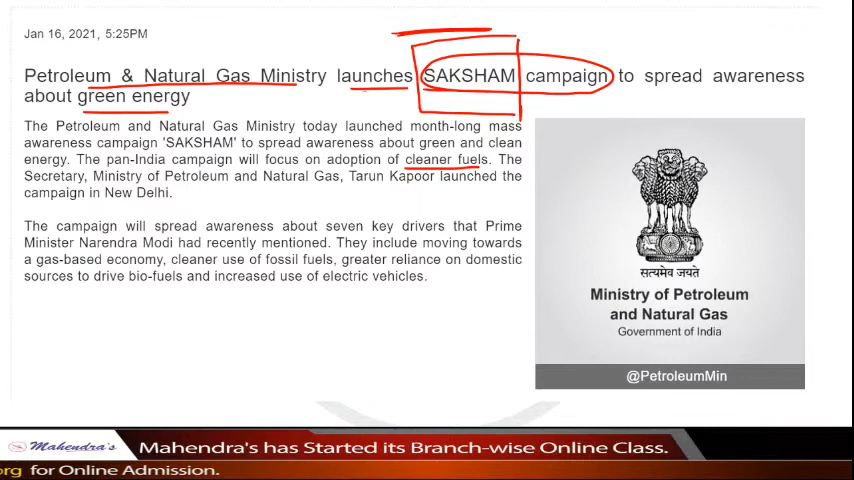 Jan 16, 2021, 5:25PM
Petroleum & Natural Gas Ministry launches SAKSHAM campaign to spread awareness
about green energy
The Petroleum and Natural Gas Ministry today launched month-long mass
awareness campaign 'SAKSHAM' to spread awareness about green and clean
energy. The pan-India campaign will focus on adoption of cleaner fuels. The
Secretary, Ministry of Petroleum and Natural Gas, Tarun Kapoor launched the
campaign in New Delhi.
The campaign will spread awareness about seven key drivers that Prime
Minister Narendra Modi had recently mentioned. They include moving towards
a gas-based economy, cleaner use of fossil fuels, greater reliance on domestic
sources to drive bio-fuels and increased use of electric vehicles.
सत्यमेव जयते
Ministry of Petroleum
and Natural Gas
Government of India
@PetroleumMin
Mahendra's
Mahendra's has Started its Branch-wise Online Class.
org for Online Admission.